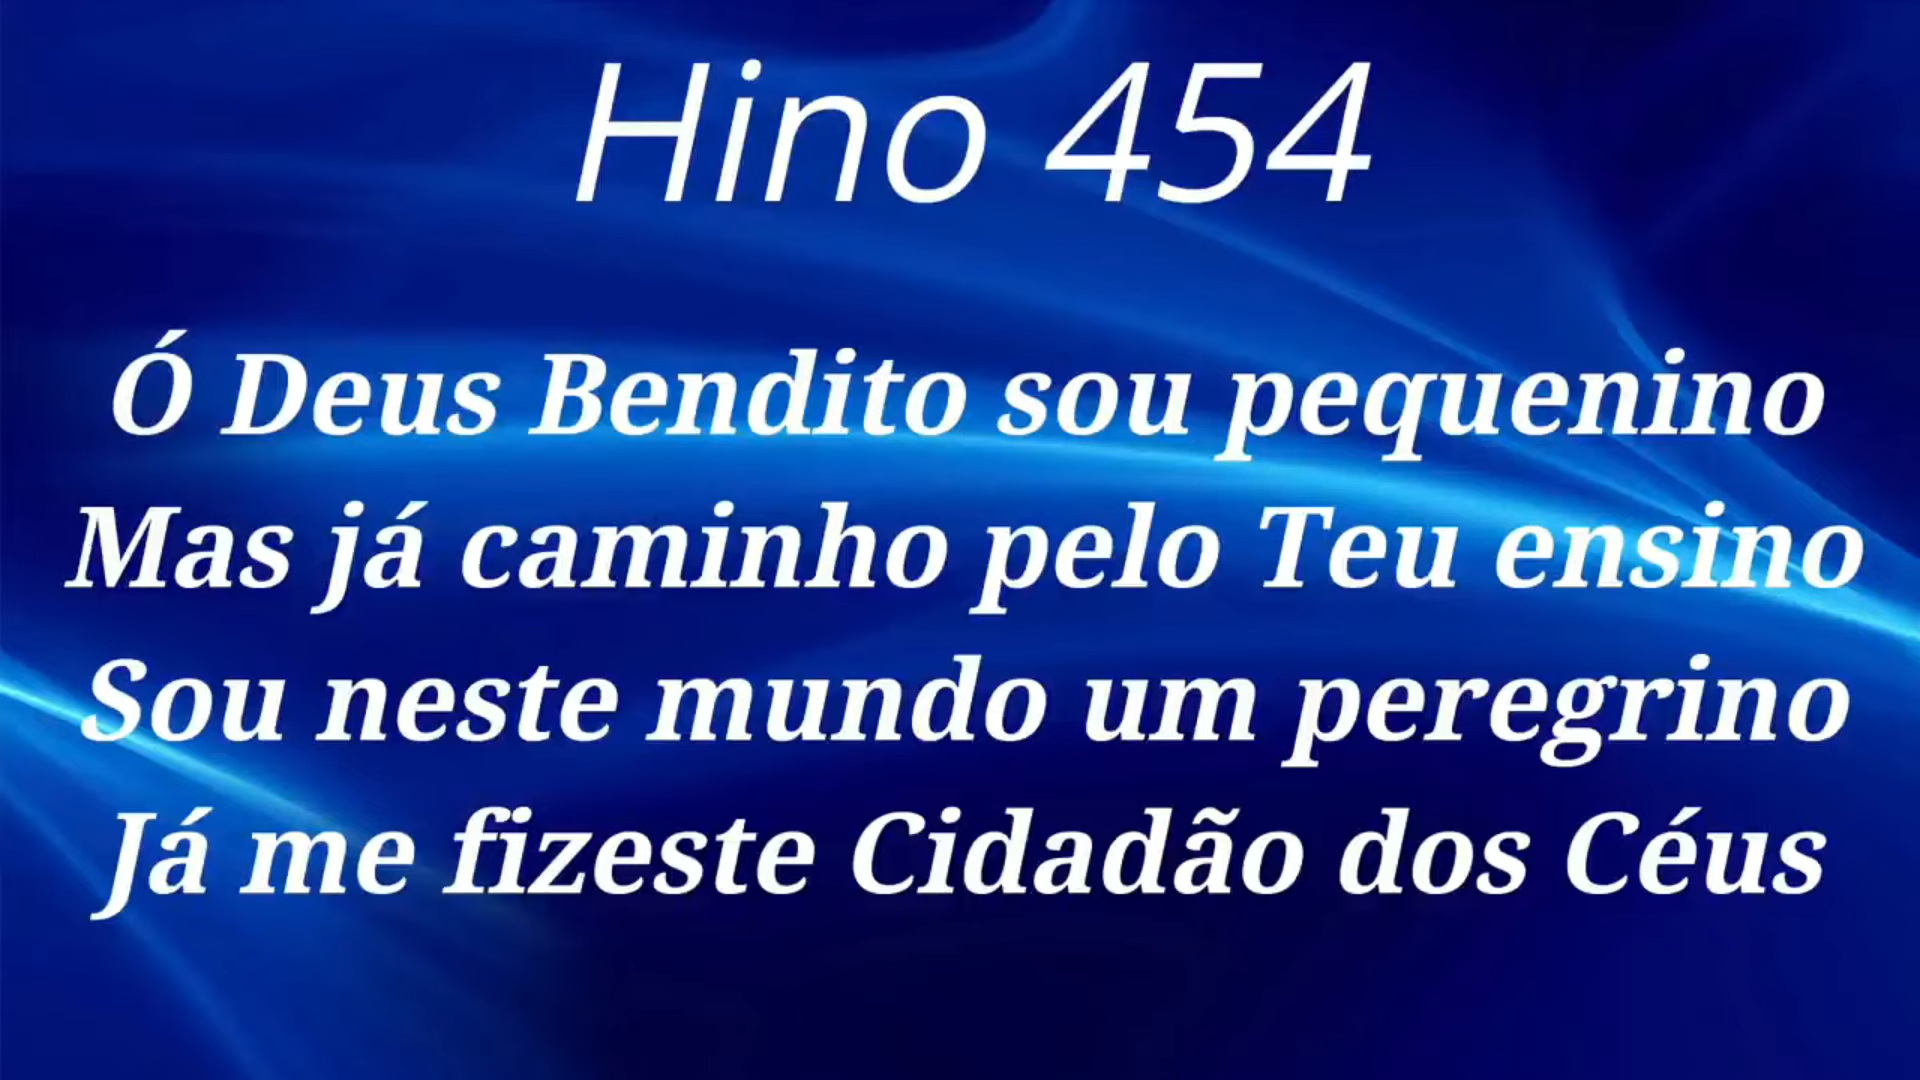 Hino 454
Ó Deus Bendito sou pequenino
Mas já caminho pelo Teu ensino
Sou neste mundo um peregrino
Já me fizeste Cidadão dos Céus